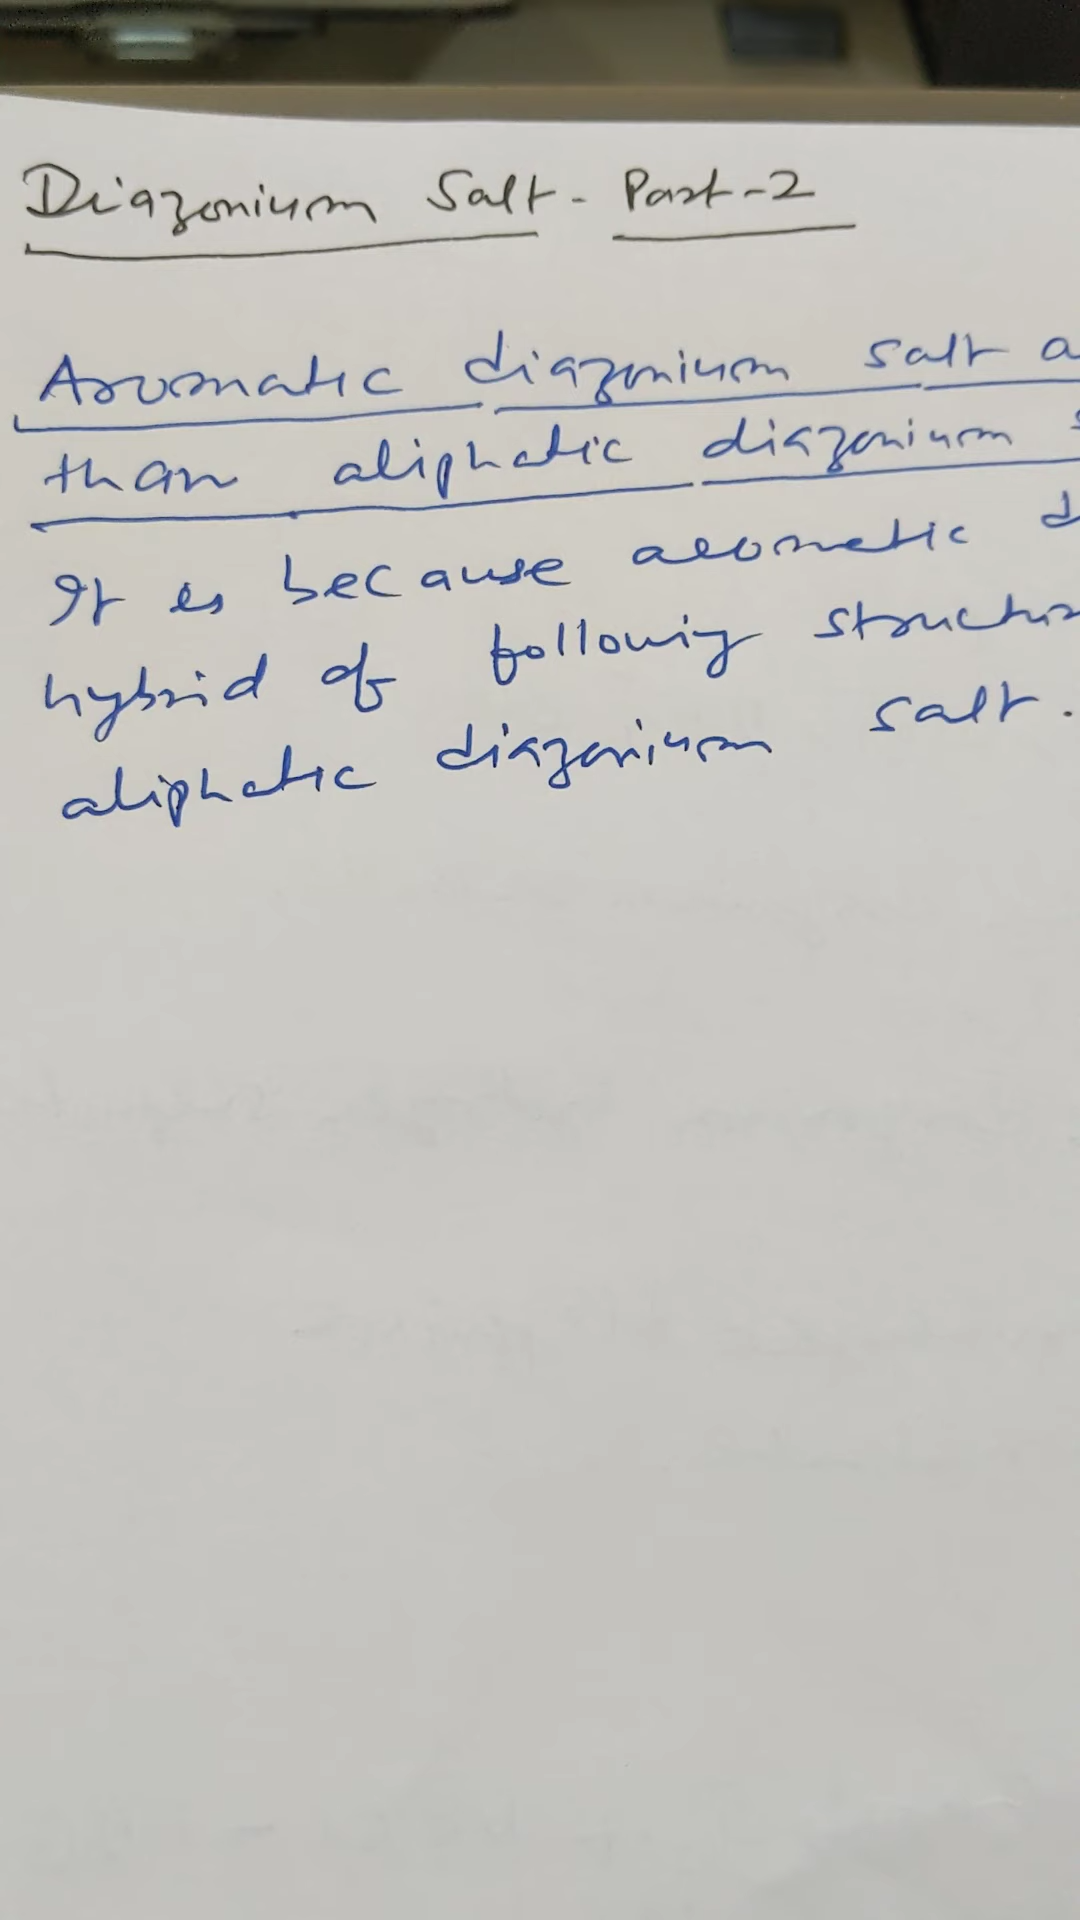 Diazonium Salt - Part-2
Aromatic diazonium salt a
than aliphatic diazonium s
It is because aromatic d
hybrid of following structur
aliphatic diazonium salt.